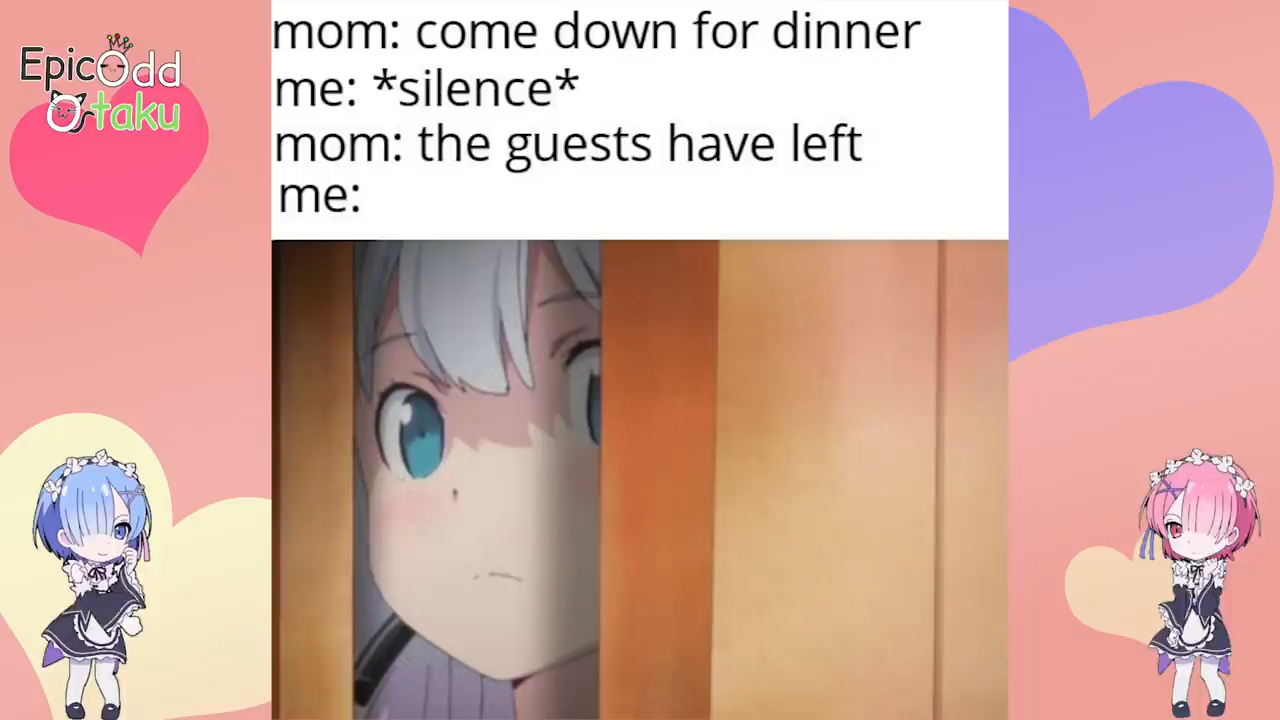 EpicOdd
Otaku
mom: come down for dinner
me: *silence*
mom: the guests have left
me: